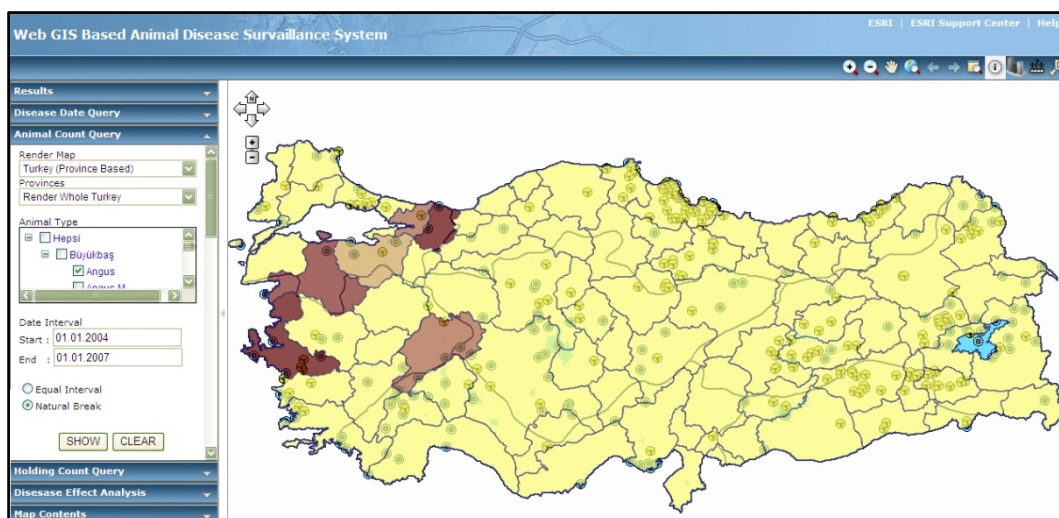 ESRI | ESRI Support Center | Help
Web GIS Based Animal Disease Survaillance System
Results
Disease Date Query
Animal Count Query
Render Map
Turkey (Province Based)
Provinces
Render Whole Turkey
Animal Type
Hepsi
Büyükbaş
Angus
Angus M
Date Interval
Start : 01.01.2004
End : 01.01.2007
Equal Interval
Natural Break
SHOW CLEAR
Holding Count Query
Disesase Effect Analysis
Map Contents
N